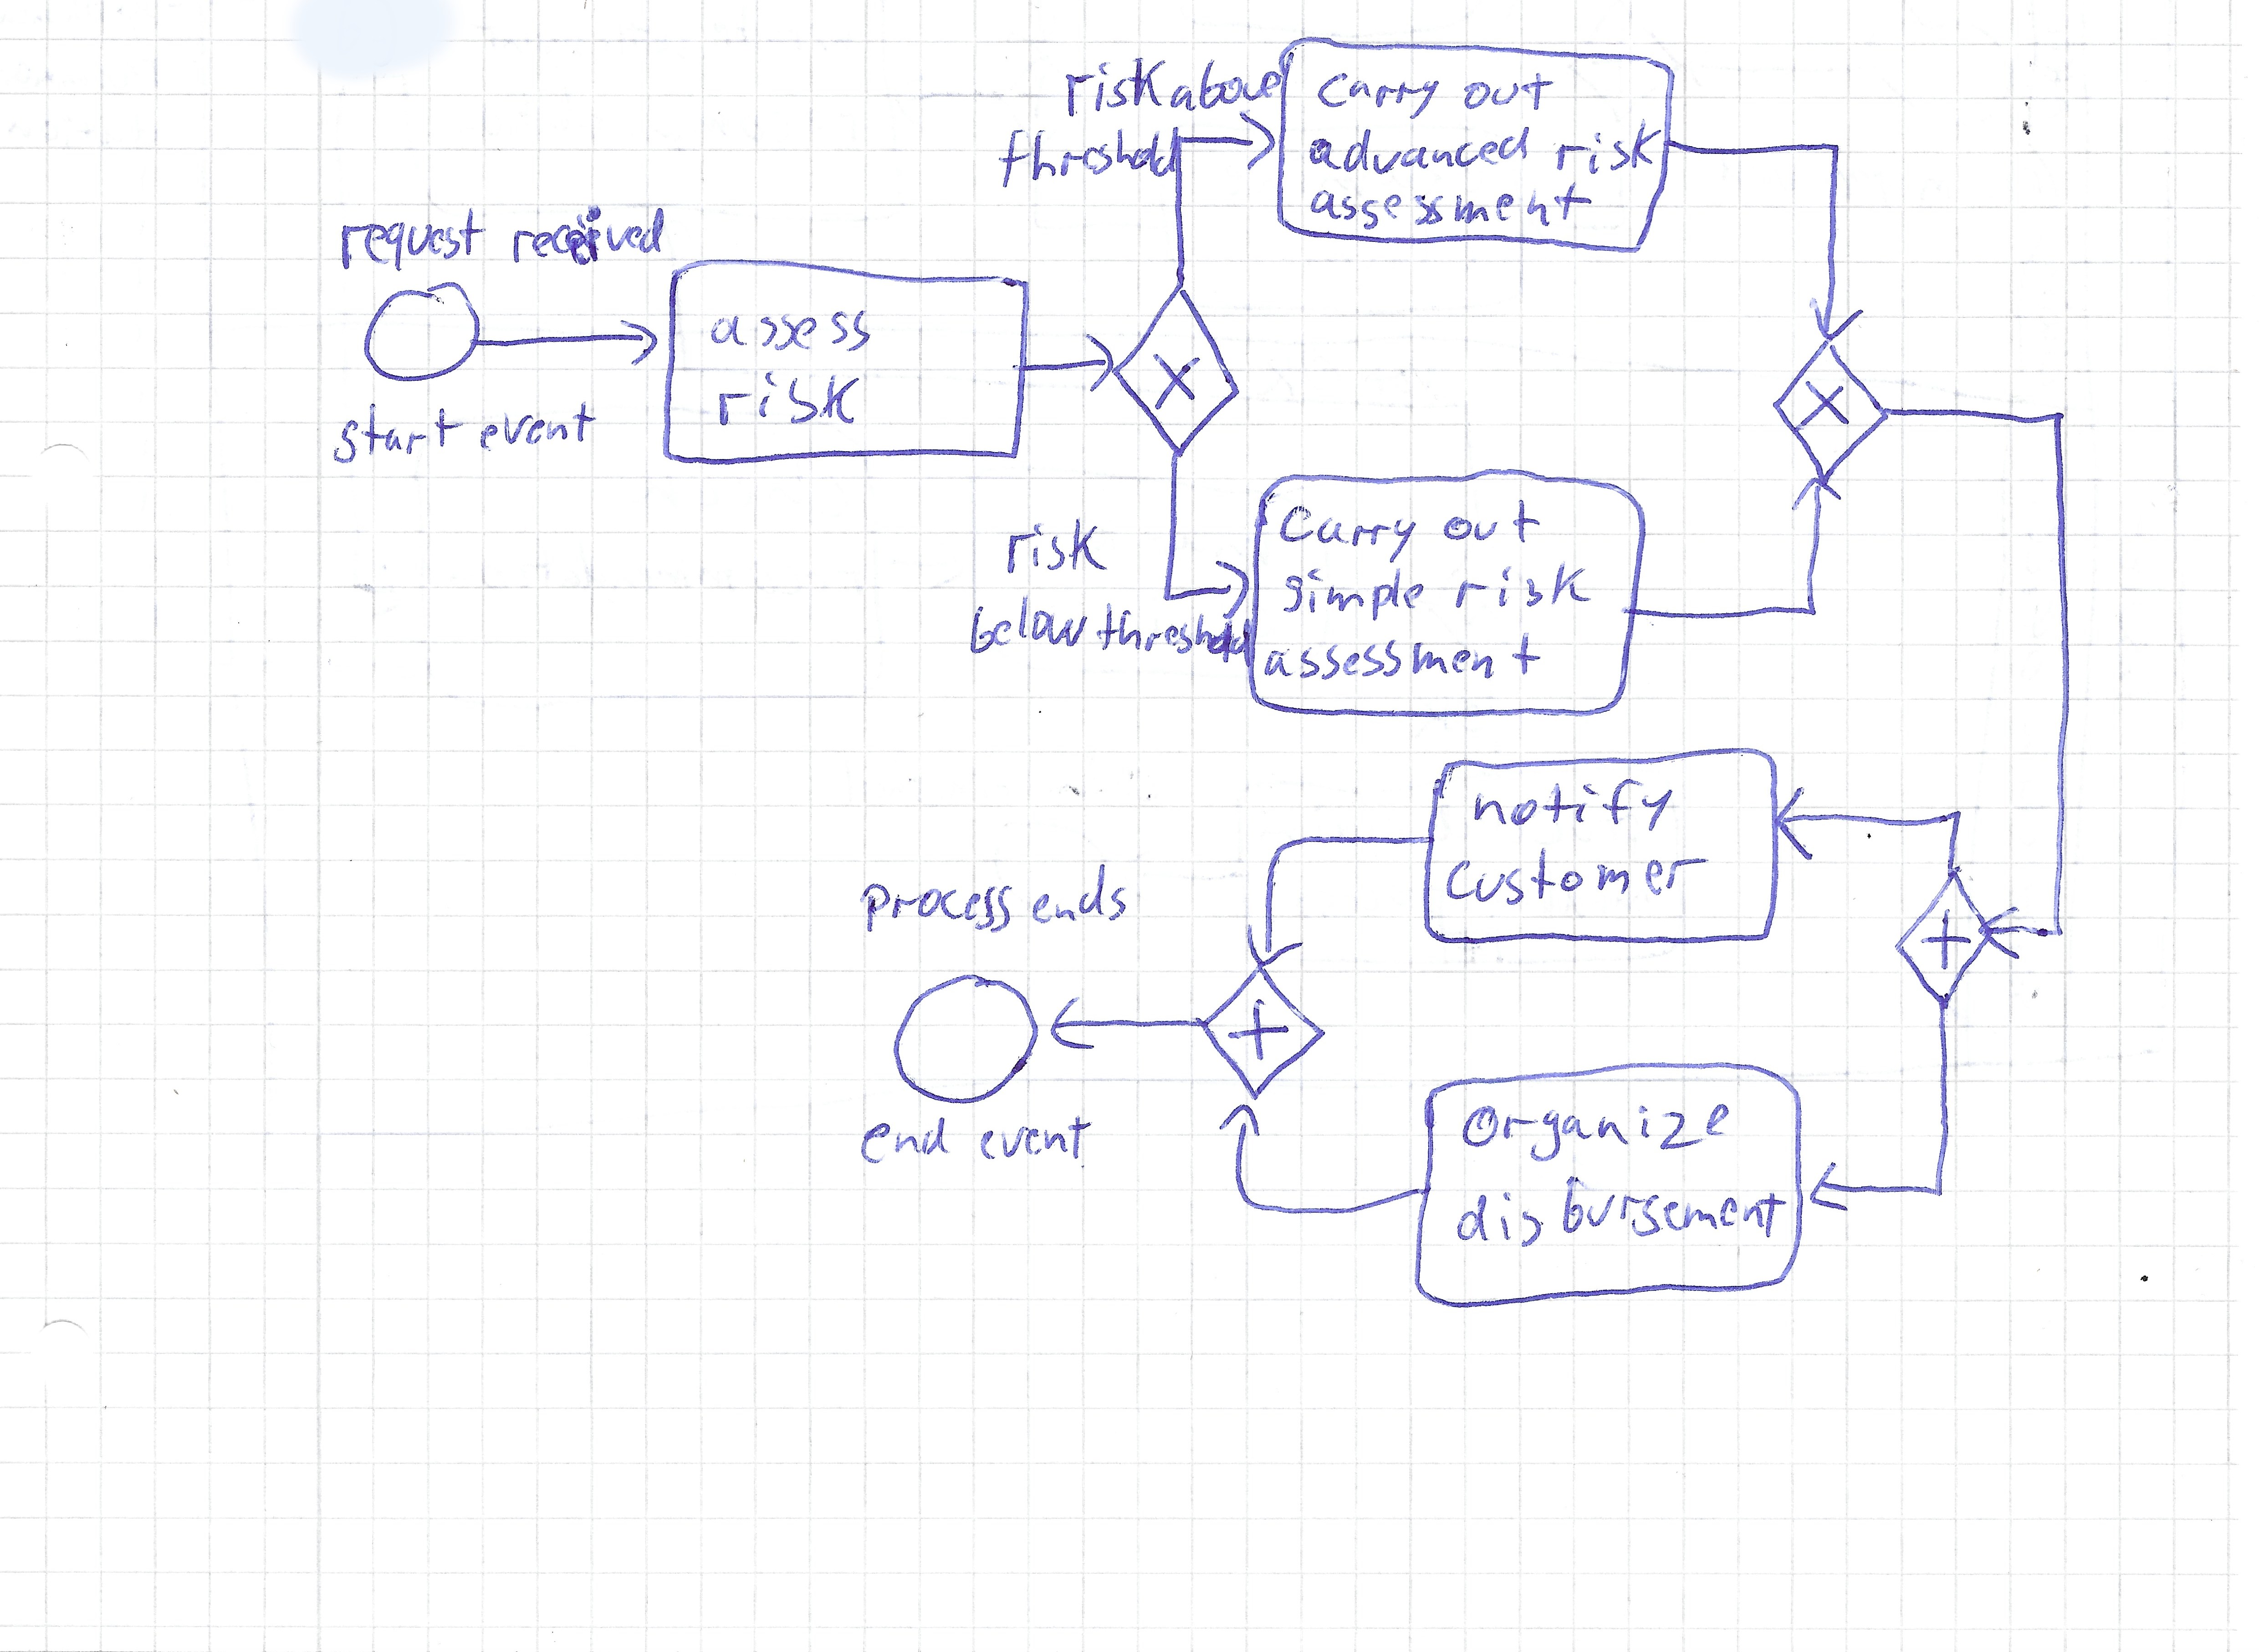 risk above
threshold
carry out
advanced risk
assessment
request received
start event
assess
risk
risk
below threshold
Carry out
simple risk
assessment
notify
customer
process ends
end event
organize
disbursement